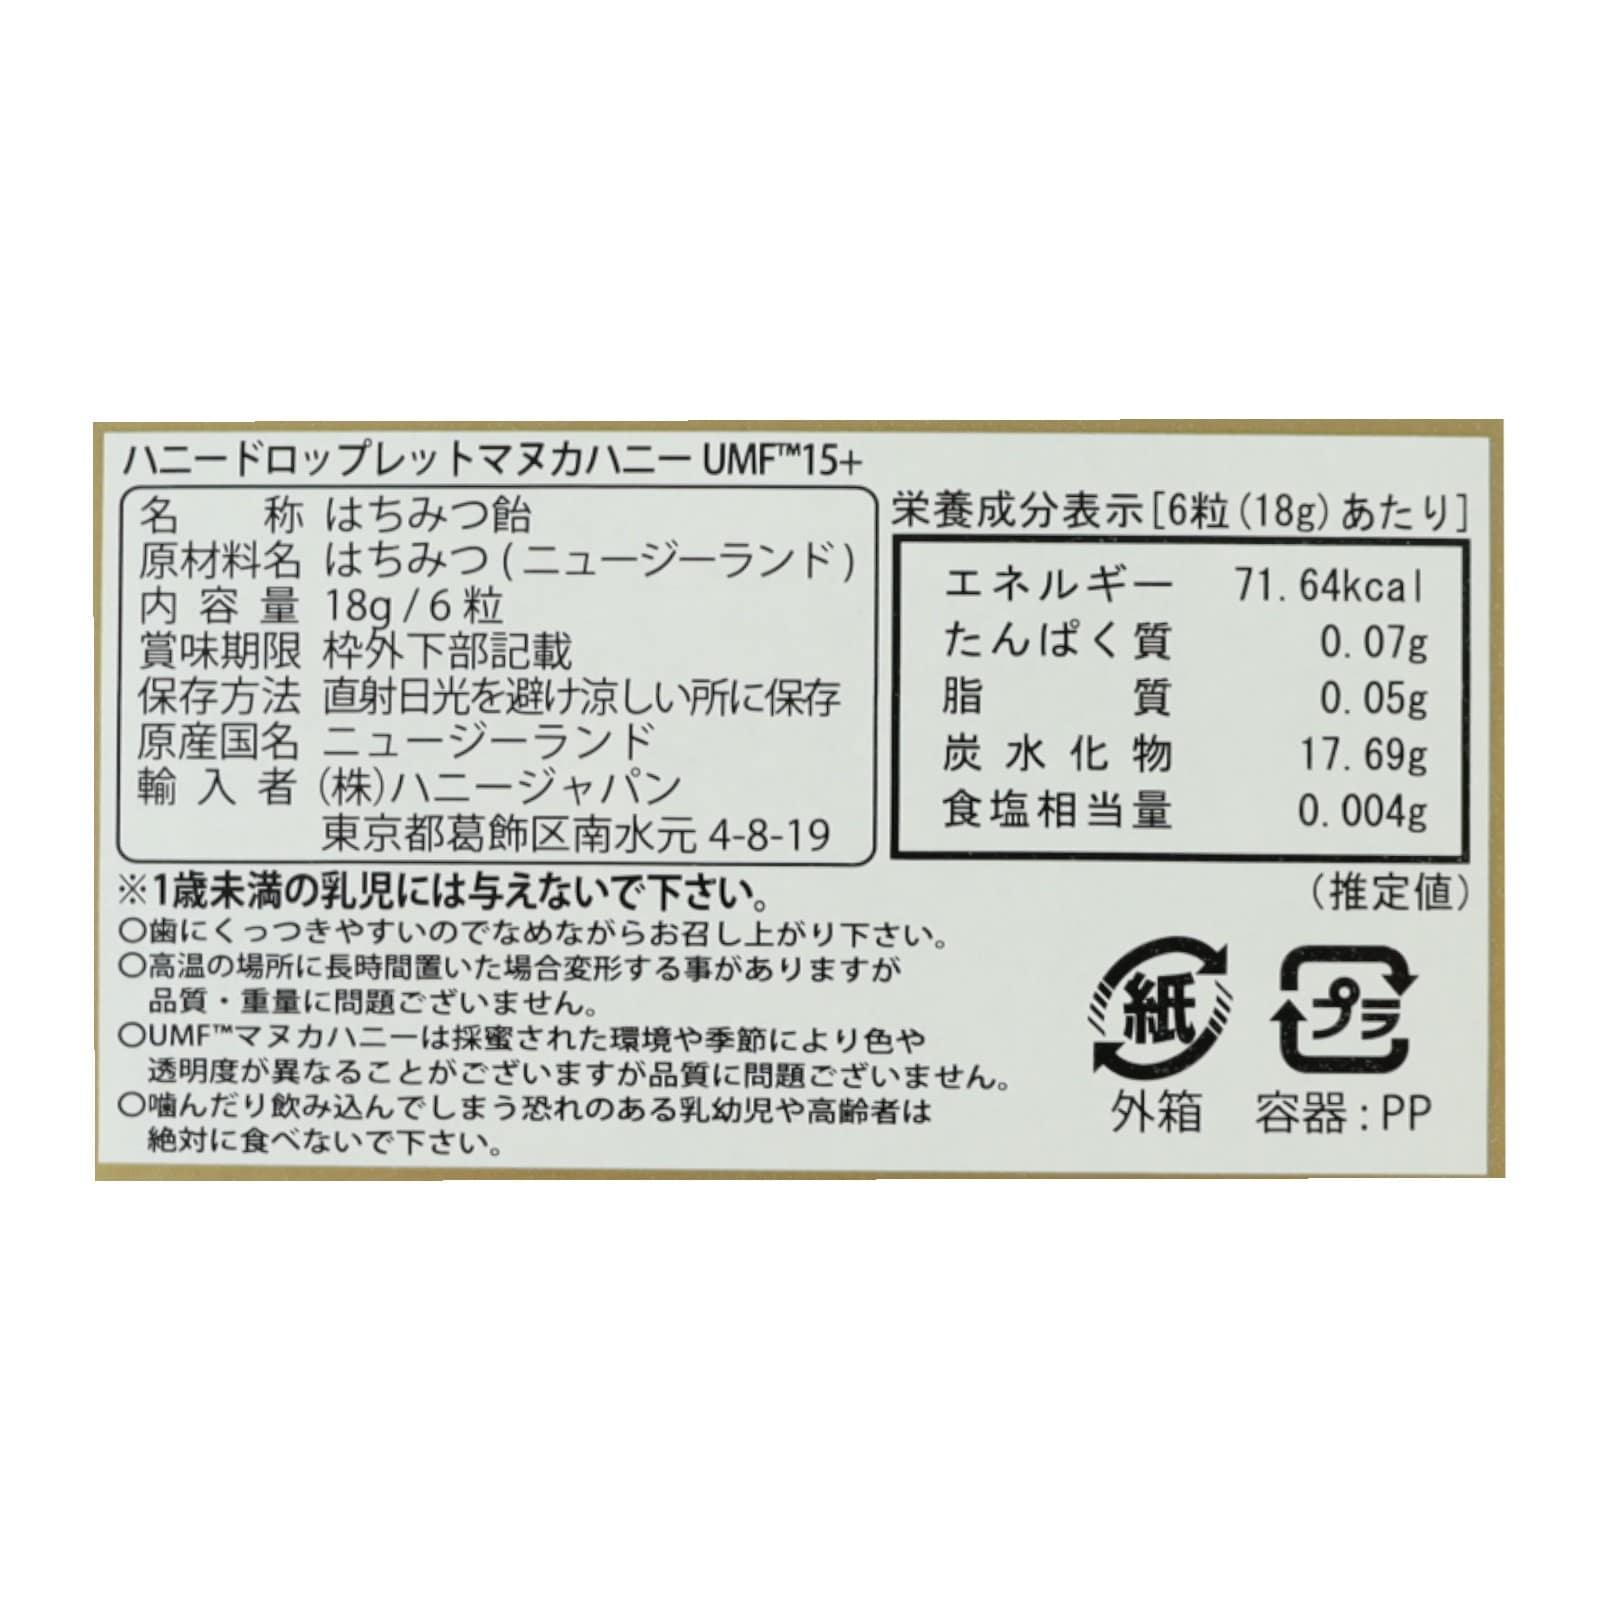 ハニードロップレットマヌカハニー UMF™15+
名称 はちみつ飴
原材料名 はちみつ ( ニュージーランド )
内容量 18g / 6 粒
賞味期限 枠外下部記載
保存方法 直射日光を避け涼しい所に保存
原産国名 ニュージーランド
輸入者 (株)ハニージャパン
東京都葛飾区南水元 4-8-19
※1歳未満の乳児には与えないで下さい。
〇歯にくっつきやすいのでなめながらお召し上がり下さい。
〇高温の場所に長時間置いた場合変形する事がありますが
品質・重量に問題ございません。
〇UMF™マヌカハニーは採蜜された環境や季節により色や
透明度が異なることがございますが品質に問題ございません。
〇噛んだり飲み込んでしまう恐れのある乳幼児や高齢者は
絶対に食べないで下さい。
栄養成分表示[6粒(18g)あたり]
エネルギー 71.64kcal
たんぱく質 0.07g
脂質 0.05g
炭水化物 17.69g
食塩相当量 0.004g
(推定値)
紙 プラ
外箱 容器 : PP